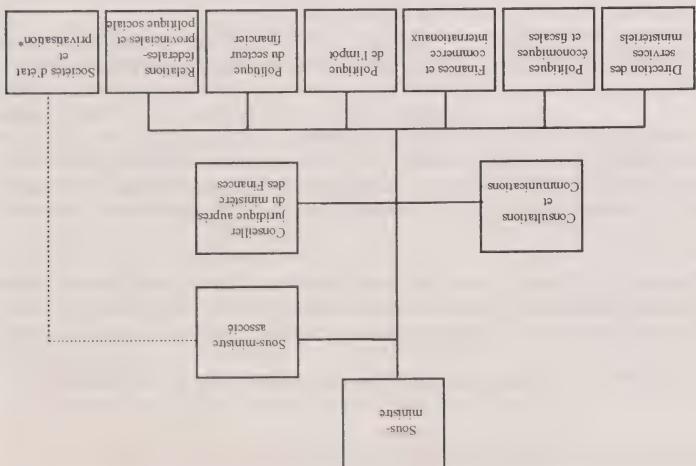 Sous-
ministre
Sous-ministre
associé
Consultations
et
Communications
Conseiller
juridique auprès
du ministère
des Finances
Direction des
services
ministériels
Politiques
économiques
et fiscales
Finances et
commerce
internationaux
Politique
de l'impôt
Politique
du secteur
financier
Relations
fédérales-
provinciales et
politique sociale
Sociétés d'état
et
privatisation*